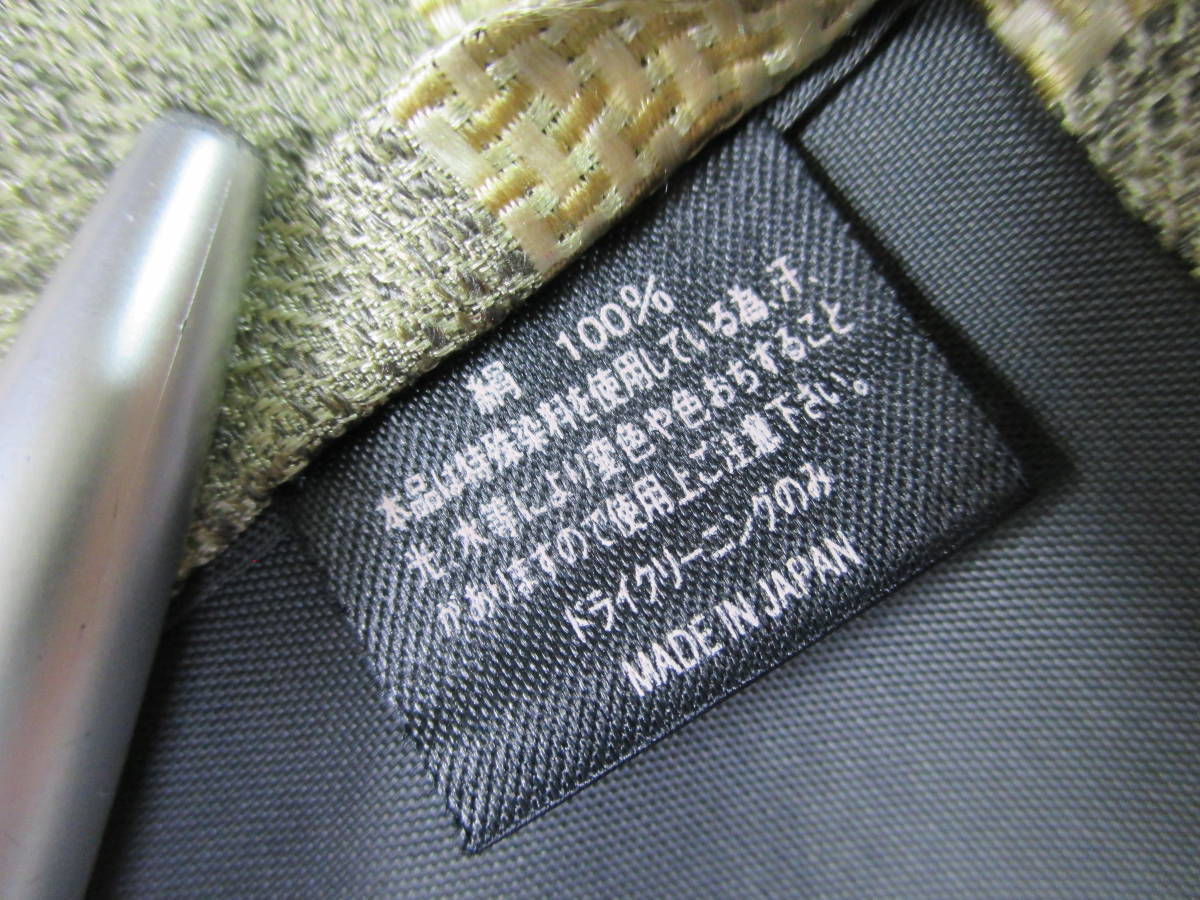 絹　100%
本品は特殊染料を使用している為、汗、
光、水等により変色や色おちすること
がありますので使用上ご注意下さい。
ドライクリーニングのみ
MADE IN JAPAN